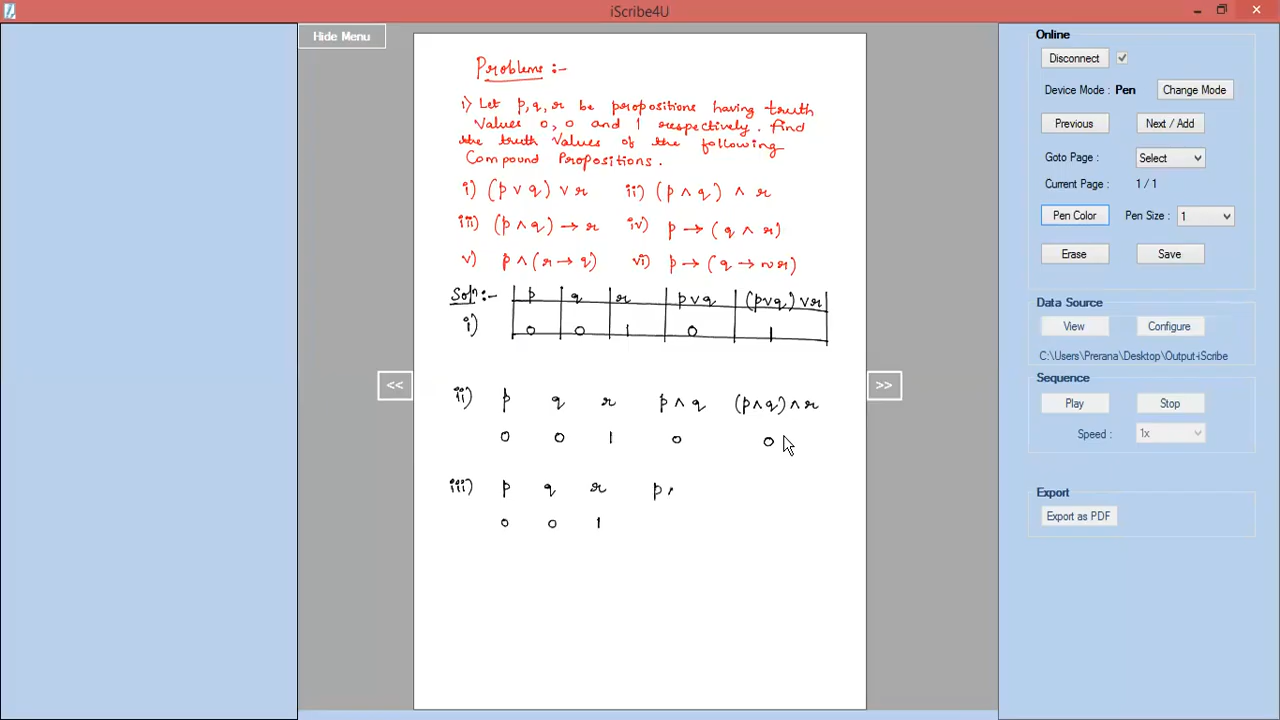 iScribe4U
Hide Menu
Problems :-
1) Let p, q, r be propositions having truth
values 0, 0 and 1 respectively. Find
the truth values of the following
Compound Propositions.
i) (p ∨ q) ∨ r ii) (p ∧ q) ∧ r
iii) (p ∧ q) → r iv) p → (q ∧ r)
v) p ∧ (r → q) vi) p → (q → ~r)
Solⁿ :- p q r p∨q (p∨q) ∨r
i) 0 0 1 0 1
<< >>
ii) p q r p ∧ q (p∧q) ∧ r
0 0 1 0 0
iii) p q r p
0 0 1
Online
Disconnect
Device Mode : Pen Change Mode
Previous Next / Add
Goto Page : Select
Current Page : 1 / 1
Pen Color Pen Size : 1
Erase Save
Data Source
View Configure
C:\Users\Prerana\Desktop\Output-iScribe
Sequence
Play Stop
Speed : 1x
Export
Export as PDF